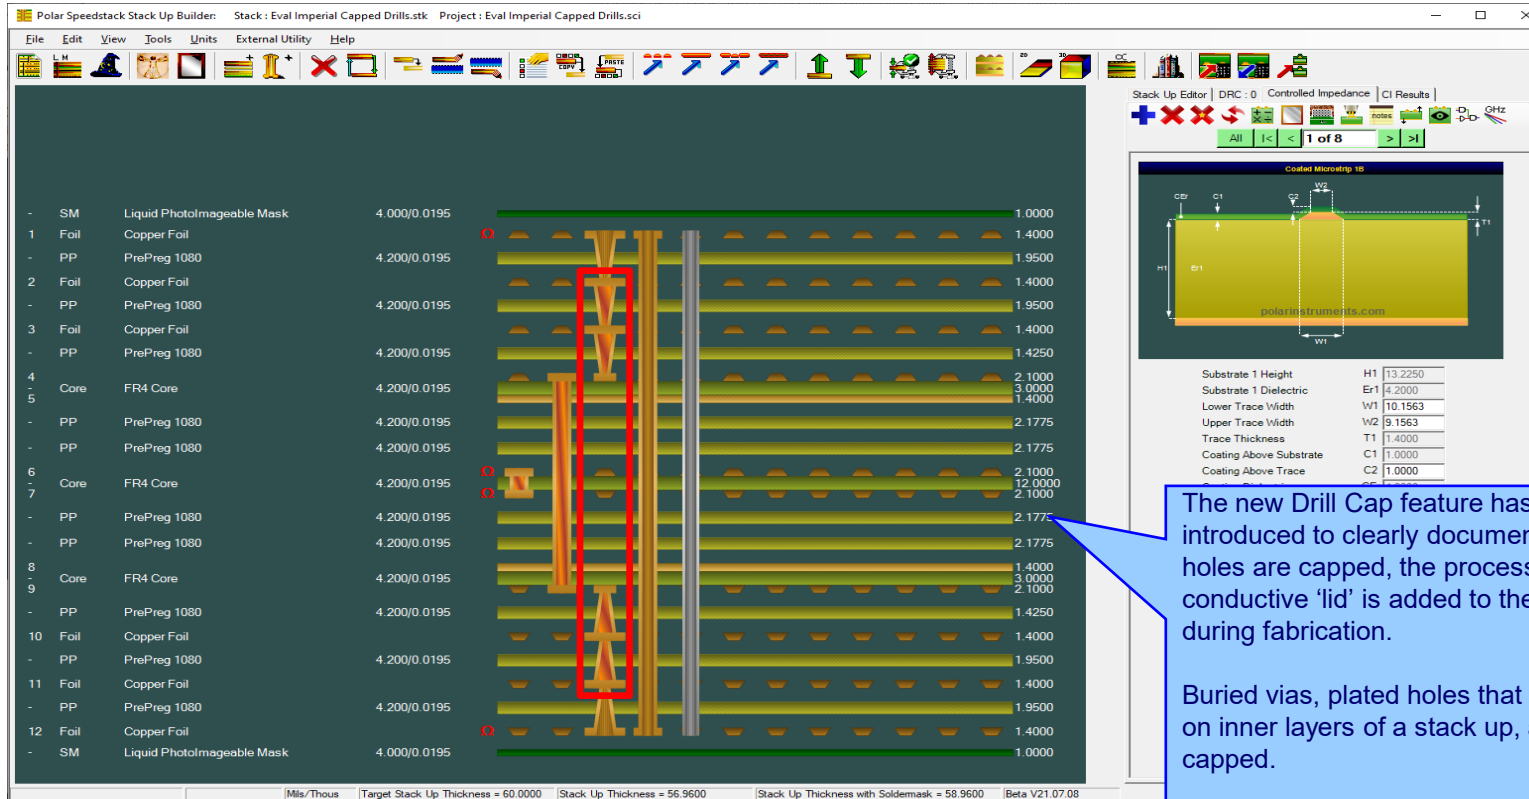 Polar Speedstack Stack Up Builder: Stack : Eval Imperial Capped Drills.stk Project : Eval Imperial Capped Drills.sci
File Edit View Tools Units External Utility Help
L M
COPY
PASTE
2D
3D
CC
Stack Up Editor DRC : 0 Controlled Impedance CI Results
notes
GHz
All |< < 1 of 8 > >|
Coated Microstrip 1B
W2
CEr C1 C2
T1
H1 Er1
polarinstruments.com
W1
Substrate 1 Height H1 13.2250
Substrate 1 Dielectric Er1 4.2000
Lower Trace Width W1 10.1563
Upper Trace Width W2 9.1563
Trace Thickness T1 1.4000
Coating Above Substrate C1 1.0000
Coating Above Trace C2 1.0000
- SM Liquid PhotoImageable Mask 4.000/0.0195 1.0000
1 Foil Copper Foil Ω 1.4000
- PP PrePreg 1080 4.200/0.0195 1.9500
2 Foil Copper Foil 1.4000
- PP PrePreg 1080 4.200/0.0195 1.9500
3 Foil Copper Foil 1.4000
- PP PrePreg 1080 4.200/0.0195 1.4250
4 2.1000
- Core FR4 Core 4.200/0.0195 3.0000
5 1.4000
- PP PrePreg 1080 4.200/0.0195 2.1775
- PP PrePreg 1080 4.200/0.0195 2.1775
6 Ω 2.1000
- Core FR4 Core 4.200/0.0195 12.0000
7 Ω 2.1000
- PP PrePreg 1080 4.200/0.0195 2.1775
- PP PrePreg 1080 4.200/0.0195 2.1775
8 1.4000
- Core FR4 Core 4.200/0.0195 3.0000
9 2.1000
- PP PrePreg 1080 4.200/0.0195 1.4250
10 Foil Copper Foil 1.4000
- PP PrePreg 1080 4.200/0.0195 1.9500
11 Foil Copper Foil 1.4000
- PP PrePreg 1080 4.200/0.0195 1.9500
12 Foil Copper Foil Ω 1.4000
- SM Liquid PhotoImageable Mask 4.000/0.0195 1.0000
The new Drill Cap feature has
introduced to clearly documen
holes are capped, the process
conductive ‘lid’ is added to the
during fabrication.
Buried vias, plated holes that
on inner layers of a stack up,
capped.
Mils/Thous Target Stack Up Thickness = 60.0000 Stack Up Thickness = 56.9600 Stack Up Thickness with Soldermask = 58.9600 Beta V21.07.08